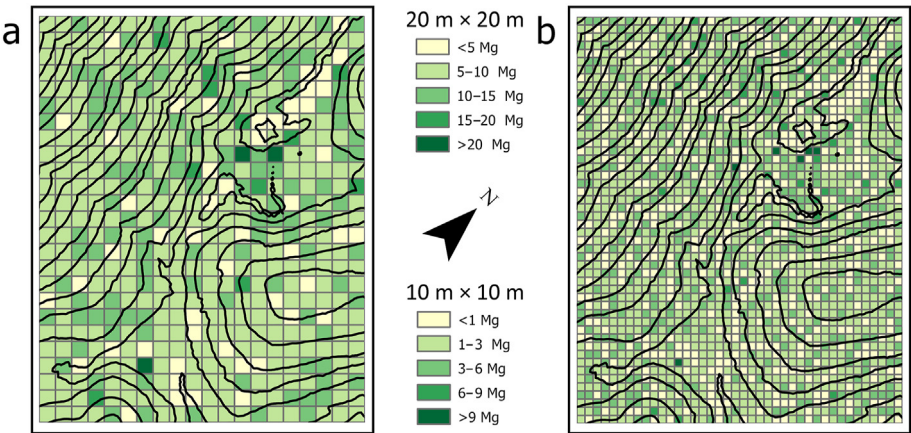 a
20 m × 20 m
<5 Mg
5–10 Mg
10–15 Mg
15–20 Mg
>20 Mg
N
10 m × 10 m
<1 Mg
1–3 Mg
3–6 Mg
6–9 Mg
>9 Mg
b